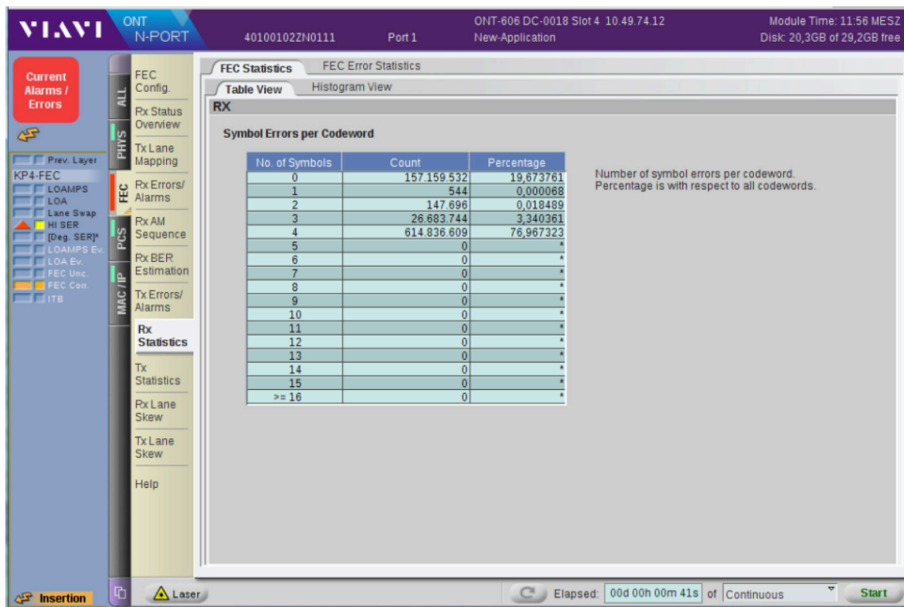 VIAVI
ONT
N-PORT
40100102ZN0111
Port 1
ONT-606 DC-0018 Slot 4 10.49.74.12
New-Application
Module Time: 11:56 MESZ
Disk: 20,3GB of 29,2GB free
Current
Alarms /
Errors
Prev. Layer
KP4-FEC
LOAMPS
LOA
Lane Swap
HI SER
[Deg. SER]*
LOAMPS Ev.
LOA Ev.
FEC Unc.
FEC Corr.
ITB
Insertion
ALL
PHYS
FEC
PCS
MAC / IP
FEC
Config.
Rx Status
Overview
Tx Lane
Mapping
Rx Errors/
Alarms
Rx AM
Sequence
Rx BER
Estimation
Tx Errors/
Alarms
Rx
Statistics
Tx
Statistics
Rx Lane
Skew
Tx Lane
Skew
Help
FEC Statistics FEC Error Statistics
Table View Histogram View
RX
Symbol Errors per Codeword
No. of Symbols Count Percentage
0 157.159.532 19,673761
1 544 0,000068
2 147.696 0,018489
3 26.683.744 3,340361
4 614.836.609 76,967323
5 0 *
6 0 *
7 0 *
8 0 *
9 0 *
10 0 *
11 0 *
12 0 *
13 0 *
14 0 *
15 0 *
>= 16 0 *
Number of symbol errors per codeword.
Percentage is with respect to all codewords.
Laser
Elapsed: 00d 00h 00m 41s of Continuous
Start